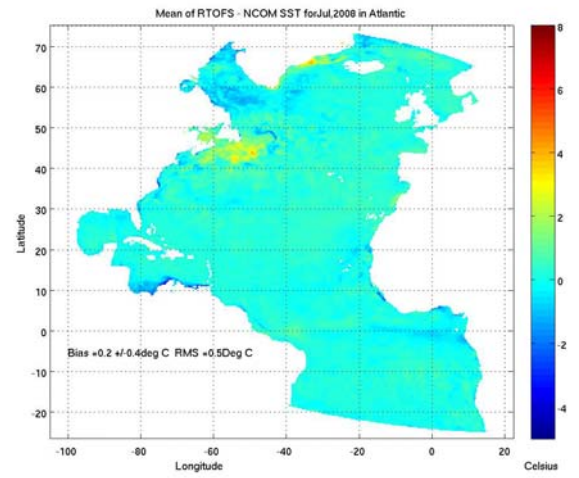 Mean of RTOFS - NCOM SST forJul,2008 in Atlantic
70
60
50
40
30
20
10
0
-10
-20
Latitude
Bias =0.2 +/-0.4deg C RMS =0.5Deg C
-100 -80 -60 -40 -20 0 20
Longitude
8
6
4
2
0
-2
-4
Celsius